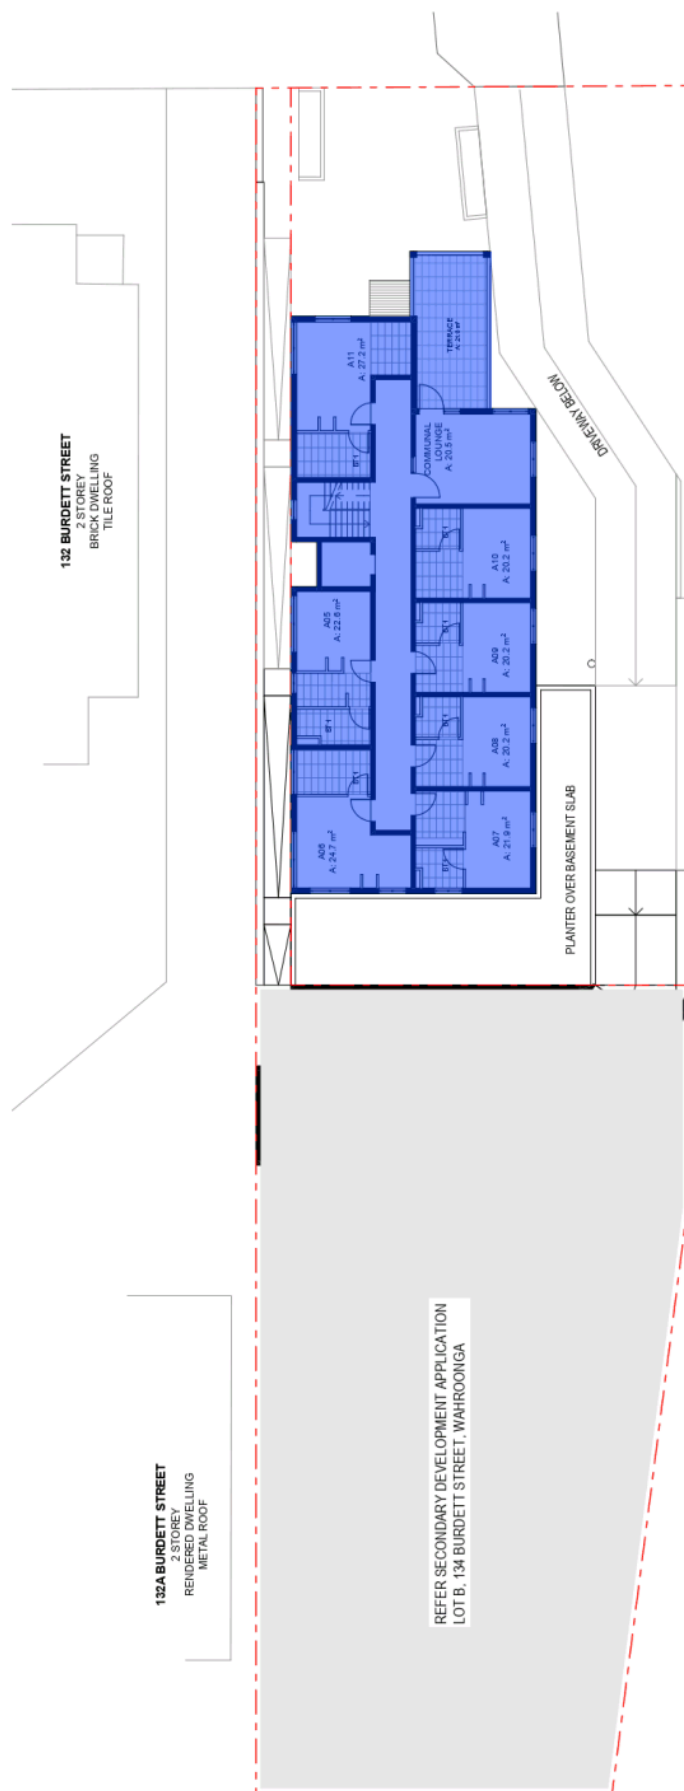 132 BURDETT STREET
2 STOREY
BRICK DWELLING
TILE ROOF
A11
A: 27.2 m²
TERRACE
COMMUNAL
LOUNGE
A: 20.5 m²
DRIVEWAY BELOW
A10
A: 20.2 m²
A05
A: 22.6 m²
A09
A: 20.2 m²
A08
A: 20.2 m²
A06
A: 24.7 m²
A07
A: 21.9 m²
PLANTER OVER BASEMENT SLAB
132A BURDETT STREET
2 STOREY
RENDERED DWELLING
METAL ROOF
REFER SECONDARY DEVELOPMENT APPLICATION
LOT B, 134 BURDETT STREET, WAHROONGA